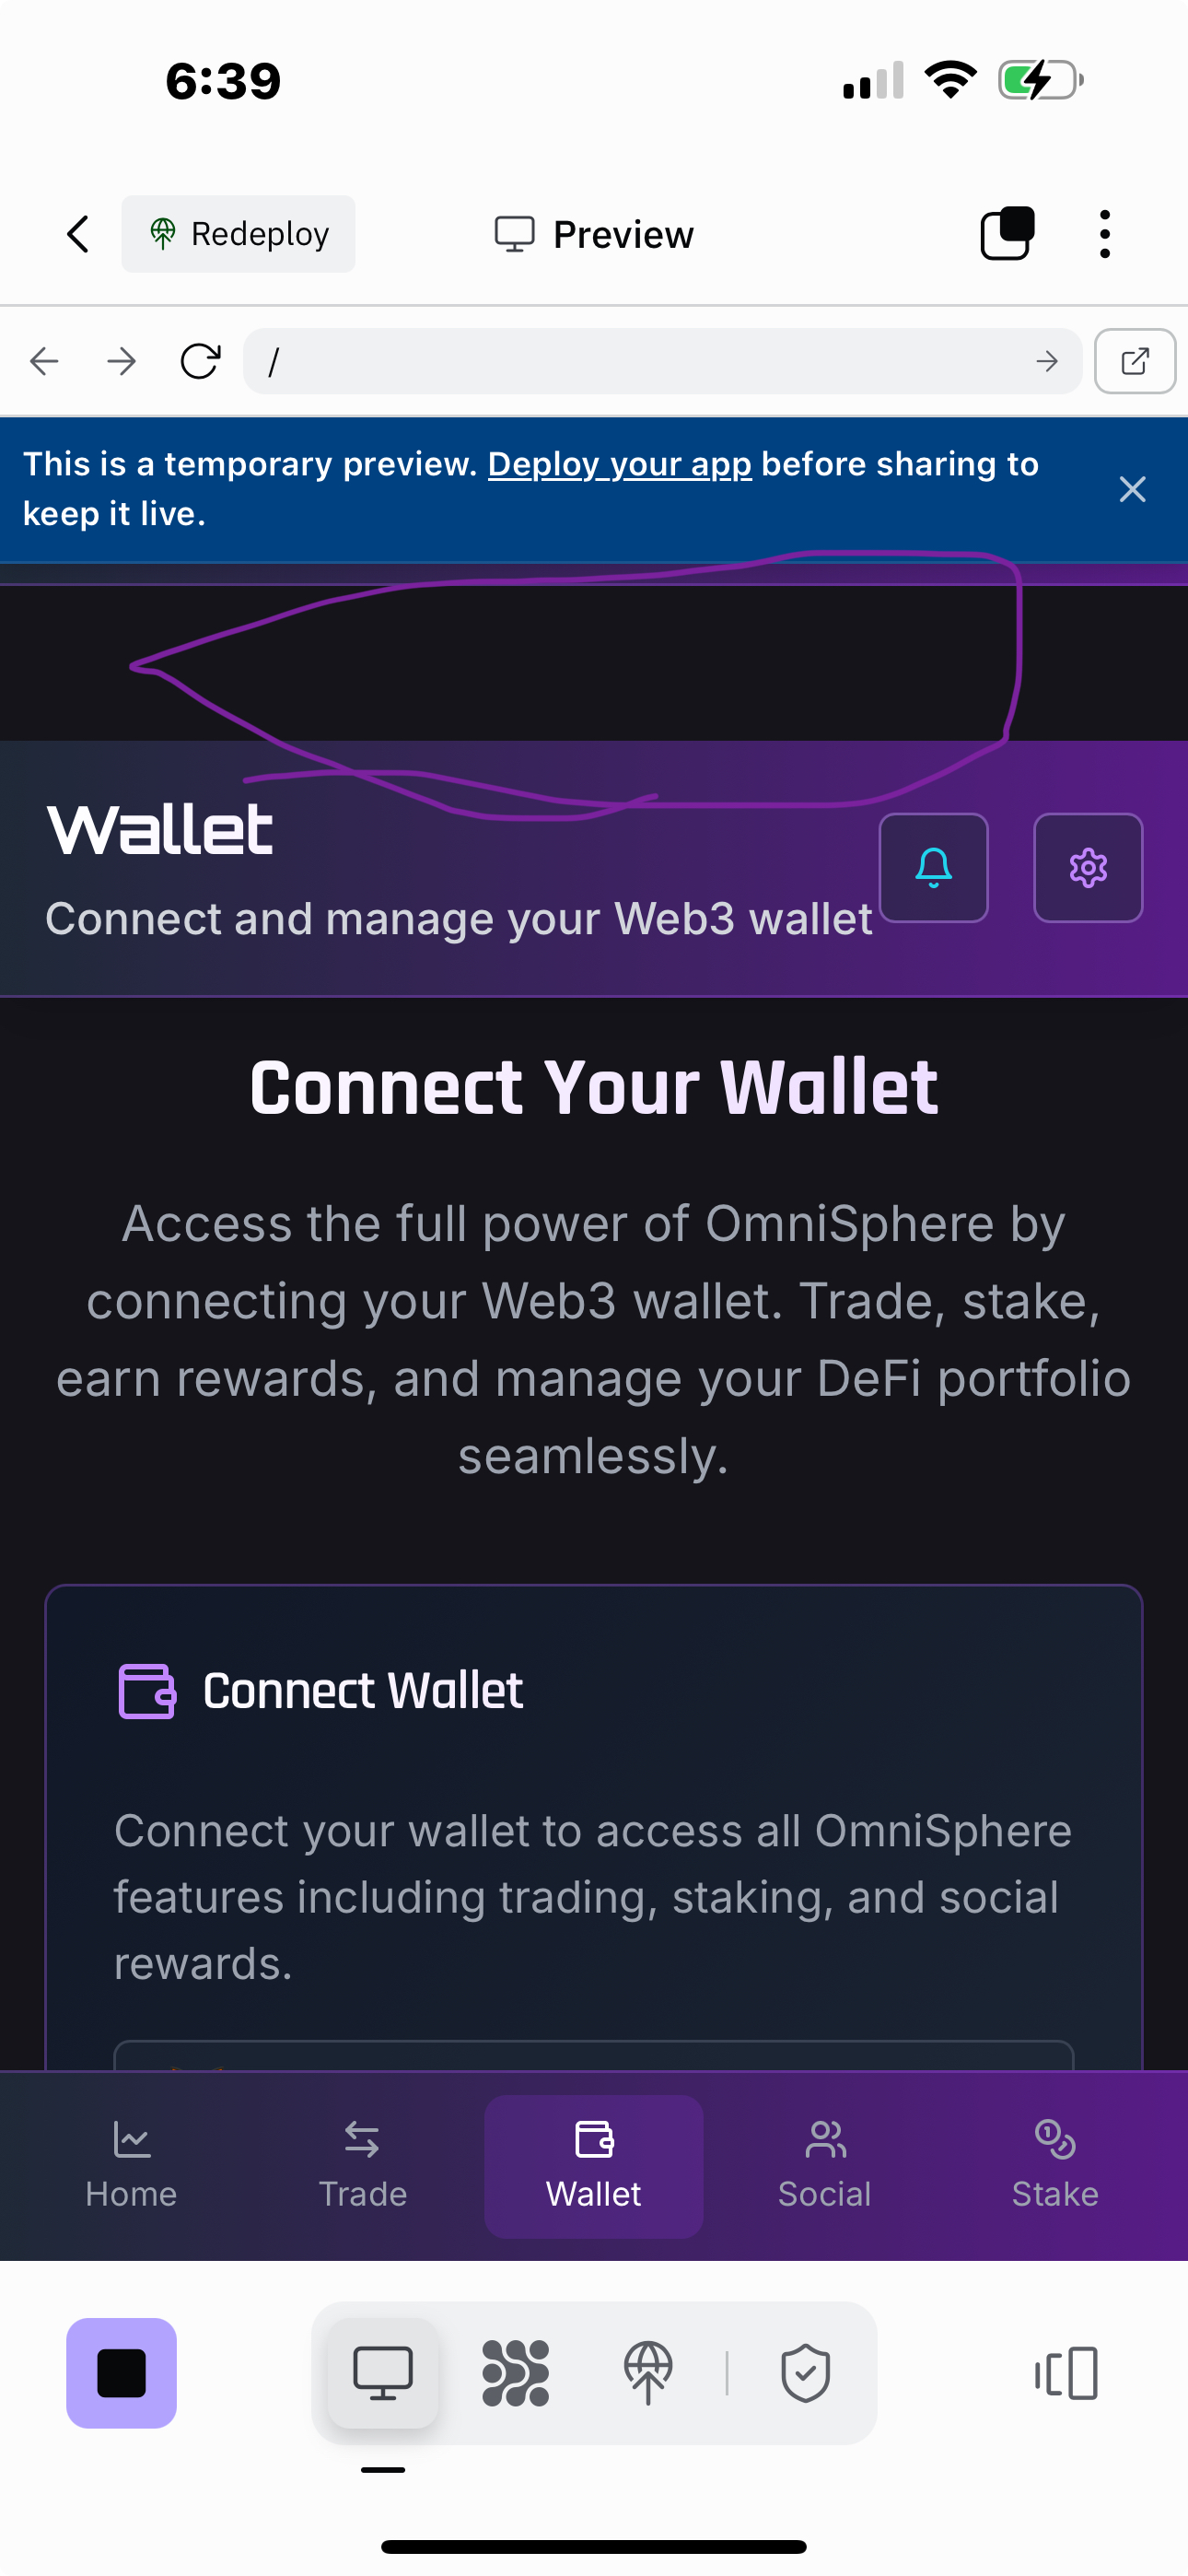 6:39
Redeploy
Preview
/
This is a temporary preview. Deploy your app before sharing to
keep it live.
Wallet
Connect and manage your Web3 wallet
Connect Your Wallet
Access the full power of OmniSphere by
connecting your Web3 wallet. Trade, stake,
earn rewards, and manage your DeFi portfolio
seamlessly.
Connect Wallet
Connect your wallet to access all OmniSphere
features including trading, staking, and social
rewards.
Home
Trade
Wallet
Social
Stake